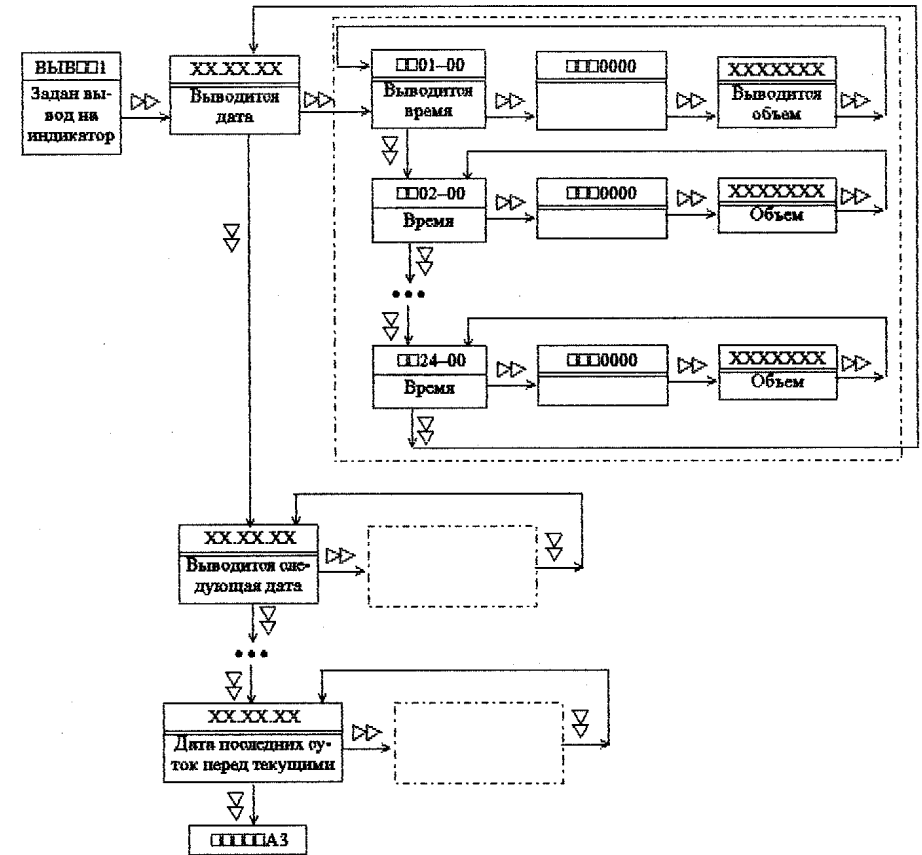 ВЫВ□□1
Задан вы-
вод на
индикатор
XX.XX.XX
Выводится
дата
□□01–00
Выводится
время
□□□0000
XXXXXXX
Выводится
объем
□□02–00
Время
□□□0000
XXXXXXX
Объем
•••
□□24–00
Время
□□□0000
XXXXXXX
Объем
XX.XX.XX
Выводится сле-
дующая дата
•••
XX.XX.XX
Дата последних су-
ток перед текущими
□□□□□А3